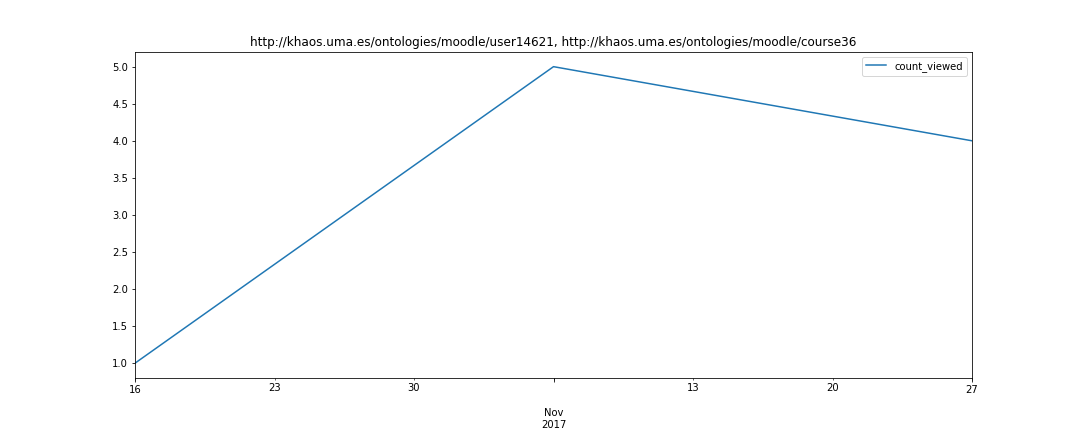 http://khaos.uma.es/ontologies/moodle/user14621, http://khaos.uma.es/ontologies/moodle/course36
count_viewed
5.0
4.5
4.0
3.5
3.0
2.5
2.0
1.5
1.0
16 23 30 13 20 27
Nov
2017